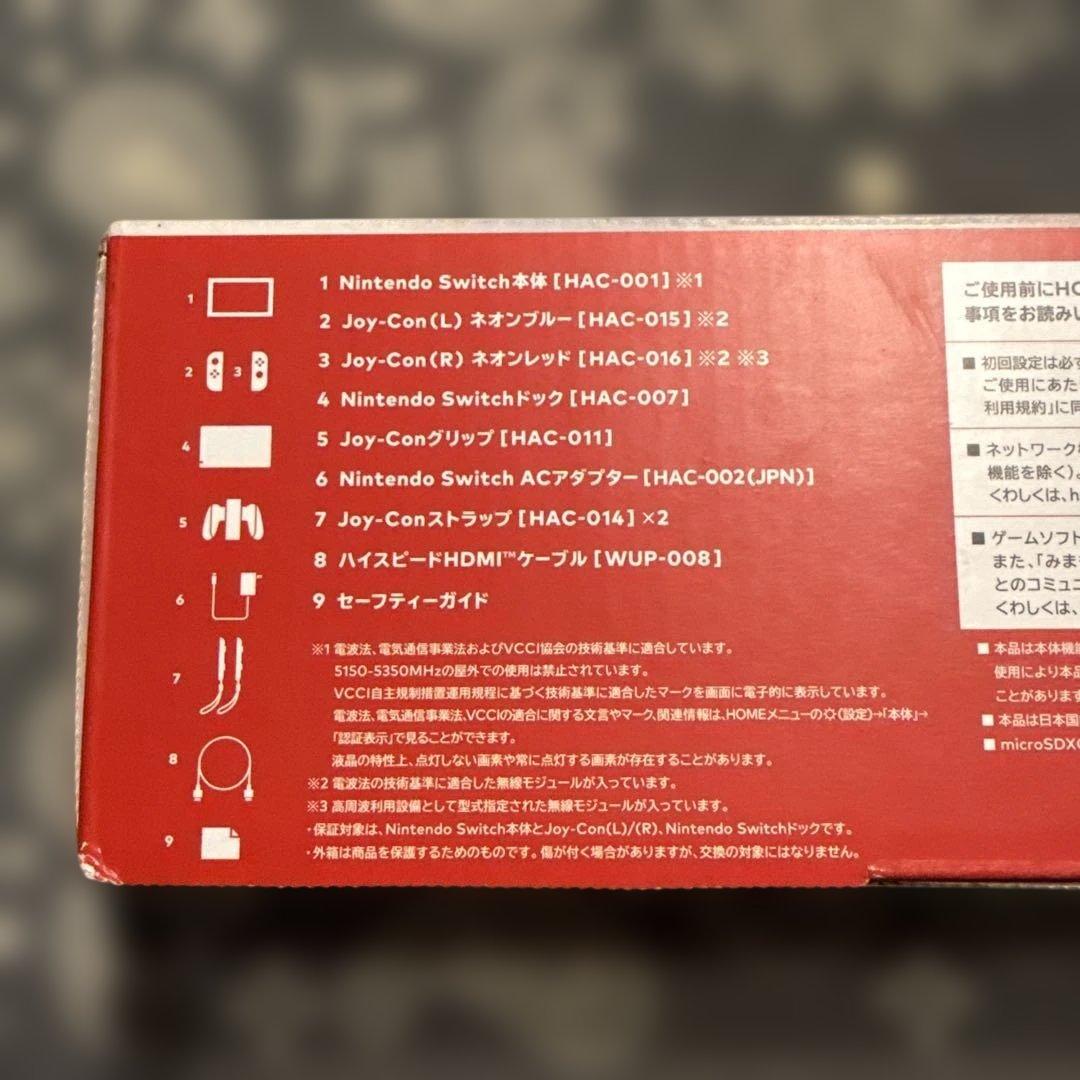 1 Nintendo Switch本体[HAC-001]※1
2 Joy-Con(L) ネオンブルー[HAC-015]※2
3 Joy-Con(R) ネオンレッド[HAC-016]※2 ※3
4 Nintendo Switchドック[HAC-007]
5 Joy-Conグリップ[HAC-011]
6 Nintendo Switch ACアダプター[HAC-002(JPN)]
7 Joy-Conストラップ[HAC-014]×2
8 ハイスピードHDMI™ケーブル[WUP-008]
9 セーフティーガイド
1
2 3
4
5
6
7
8
9
※1 電波法、電気通信事業法およびVCCI協会の技術基準に適合しています。
5150-5350MHzの屋外での使用は禁止されています。
VCCI自主規制措置運用規程に基づく技術基準に適合したマークを画面に電子的に表示しています。
電波法、電気通信事業法、VCCIの適合に関する文言やマーク、関連情報は、HOMEメニューの(設定)→「本体」→
「認証表示」で見ることができます。
液晶の特性上、点灯しない画素や常に点灯する画素が存在することがあります。
※2 電波法の技術基準に適合した無線モジュールが入っています。
※3 高周波利用設備として型式指定された無線モジュールが入っています。
・保証対象は、Nintendo Switch本体とJoy-Con(L)/(R)、Nintendo Switchドックです。
・外箱は商品を保護するためのものです。傷が付く場合がありますが、交換の対象にはなりません。
ご使用前にHO
事項をお読みい
■ 初回設定は必ず
ご使用にあた
利用規約」に同
■ ネットワーク
機能を除く)。
くわしくは、h
■ ゲームソフト
また、「みま
とのコミュニ
くわしくは、
■ 本品は本体機能
使用により本品
ことがあります
■ 本品は日本国
■ microSDX